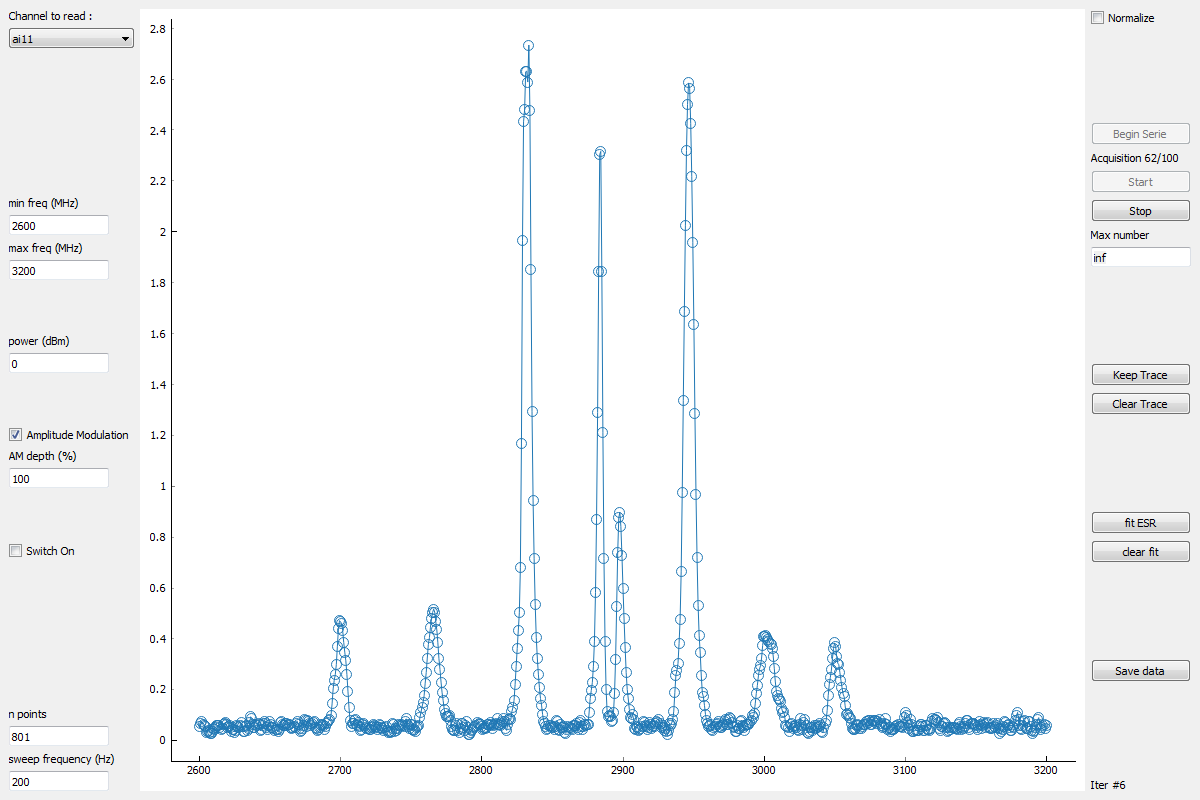 Channel to read :
ai11
min freq (MHz)
2600
max freq (MHz)
3200
power (dBm)
0
Amplitude Modulation
AM depth (%)
100
Switch On
n points
801
sweep frequency (Hz)
200
2.8
2.6
2.4
2.2
2
1.8
1.6
1.4
1.2
1
0.8
0.6
0.4
0.2
0
2600
2700
2800
2900
3000
3100
3200
Normalize
Begin Serie
Acquisition 62/100
Start
Stop
Max number
inf
Keep Trace
Clear Trace
fit ESR
clear fit
Save data
Iter #6